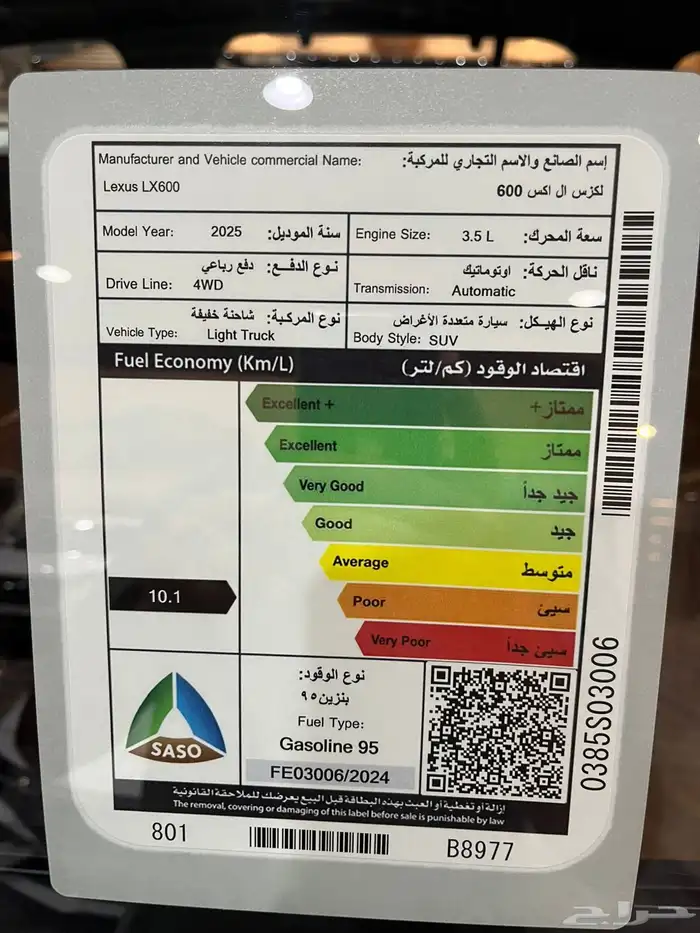 Manufacturer and Vehicle commercial Name: إسم الصانع والاسم التجاري للمركبة:
Lexus LX600 لكزس ال اكس 600
Model Year: 2025 سنة الموديل:
Engine Size: 3.5 L سعة المحرك:
نوع الدفع: دفع رباعي
Drive Line: 4WD
ناقل الحركة: اوتوماتيك
Transmission: Automatic
نوع المركبة: شاحنة خفيفة
Vehicle Type: Light Truck
نوع الهيكل: سيارة متعددة الأغراض
Body Style: SUV
Fuel Economy (Km/L) اقتصاد الوقود (كم/لتر)
Excellent + ممتاز+
Excellent ممتاز
Very Good جيد جداً
Good جيد
Average متوسط
10.1
Poor سيئ
Very Poor سيئ جداً
SASO
نوع الوقود:
بنزين ٩٥
Fuel Type:
Gasoline 95
FE03006/2024
إزالة أو تغطية أو العبث بهذه البطاقة قبل البيع يعرضك للملاحقة القانونية
The removal, covering or damaging of this label before sale is punishable by law
801
B8977
0385S03006
حراج